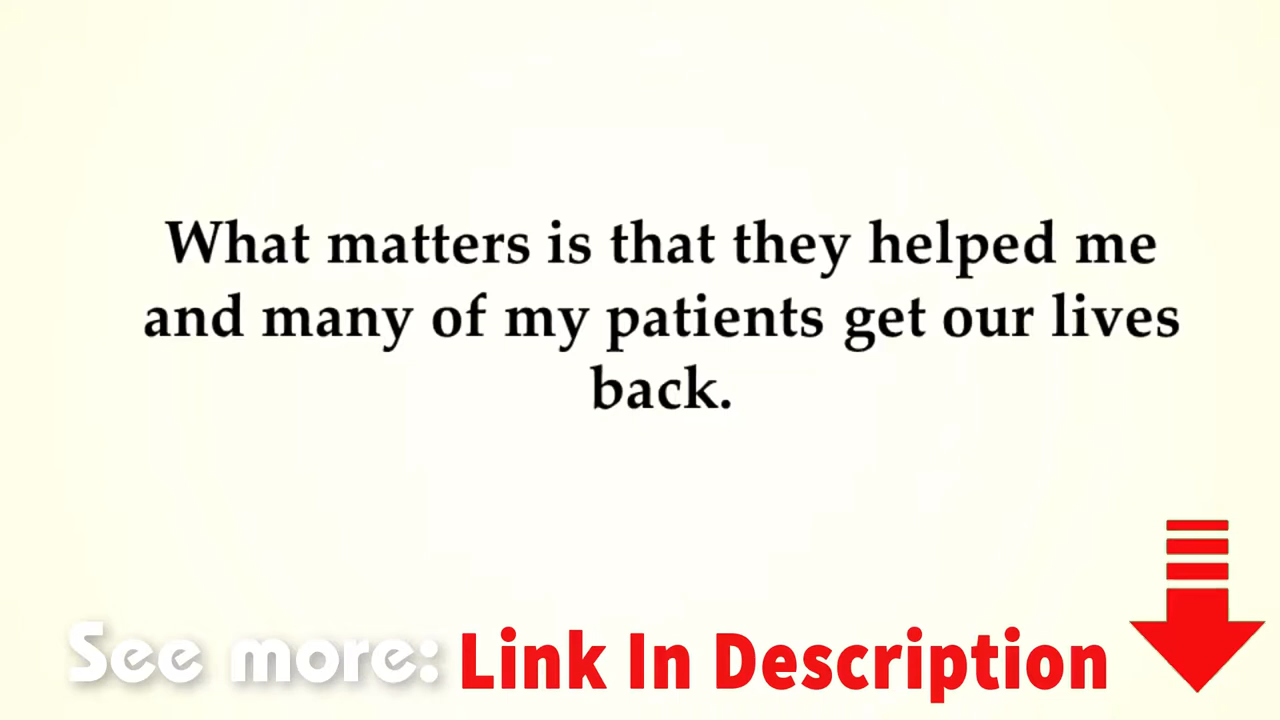 What matters is that they helped me
and many of my patients get our lives
back.
See more: Link In Description